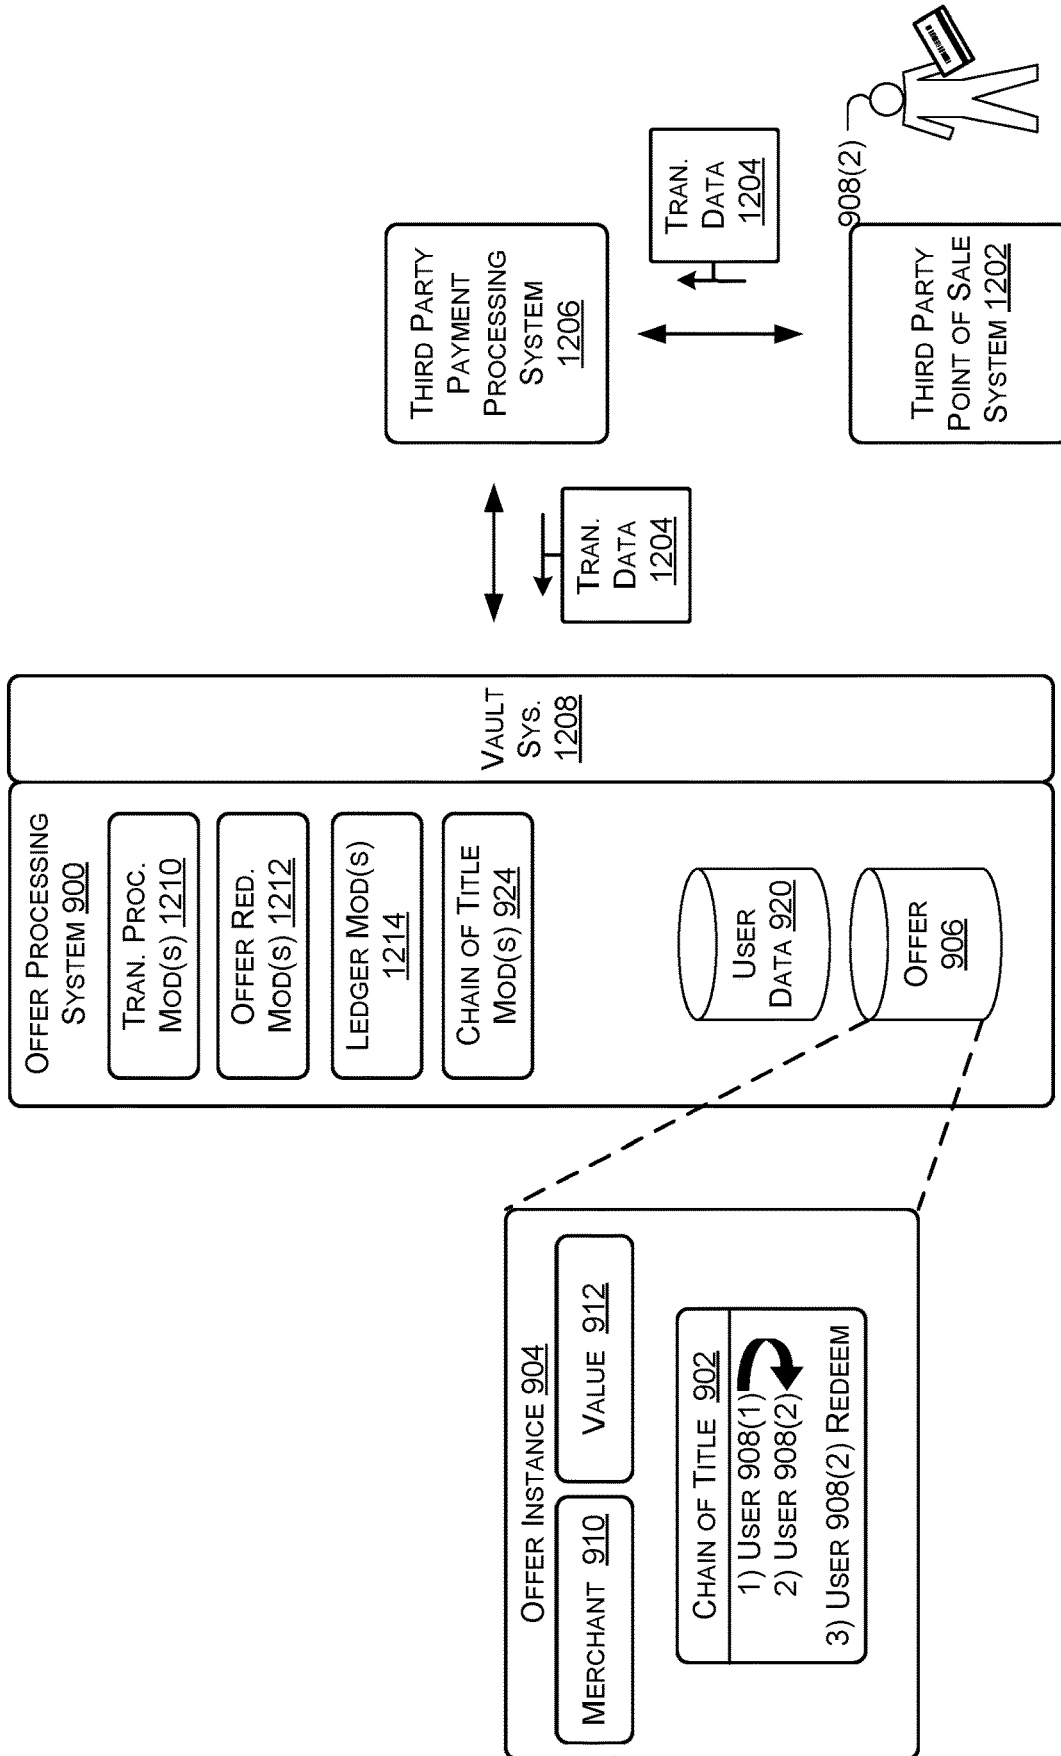 OFFER INSTANCE 904
MERCHANT 910
VALUE 912
CHAIN OF TITLE 902
1) USER 908(1)
2) USER 908(2)
3) USER 908(2) REDEEM
OFFER PROCESSING
SYSTEM 900
TRAN. PROC.
MOD(S) 1210
OFFER RED.
MOD(S) 1212
LEDGER MOD(S)
1214
CHAIN OF TITLE
MOD(S) 924
USER
DATA 920
OFFER
906
VAULT
SYS.
1208
TRAN.
DATA
1204
THIRD PARTY
PAYMENT
PROCESSING
SYSTEM
1206
TRAN.
DATA
1204
THIRD PARTY
POINT OF SALE
SYSTEM 1202
908(2)